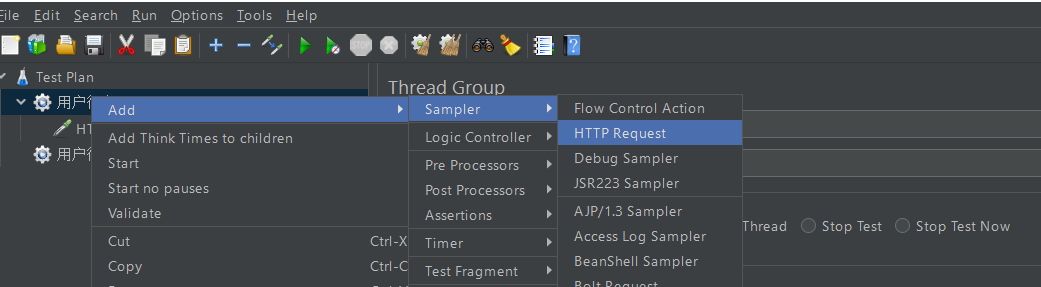 File Edit Search Run Options Tools Help
Test Plan
Thread Group
用户行
HT
用户行
Add
Add Think Times to children
Start
Start no pauses
Validate
Cut Ctrl-X
Copy Ctrl-C
Sampler
Logic Controller
Pre Processors
Post Processors
Assertions
Timer
Test Fragment
Flow Control Action
HTTP Request
Debug Sampler
JSR223 Sampler
AJP/1.3 Sampler
Access Log Sampler
BeanShell Sampler
Bolt Request
Thread Stop Test Stop Test Now